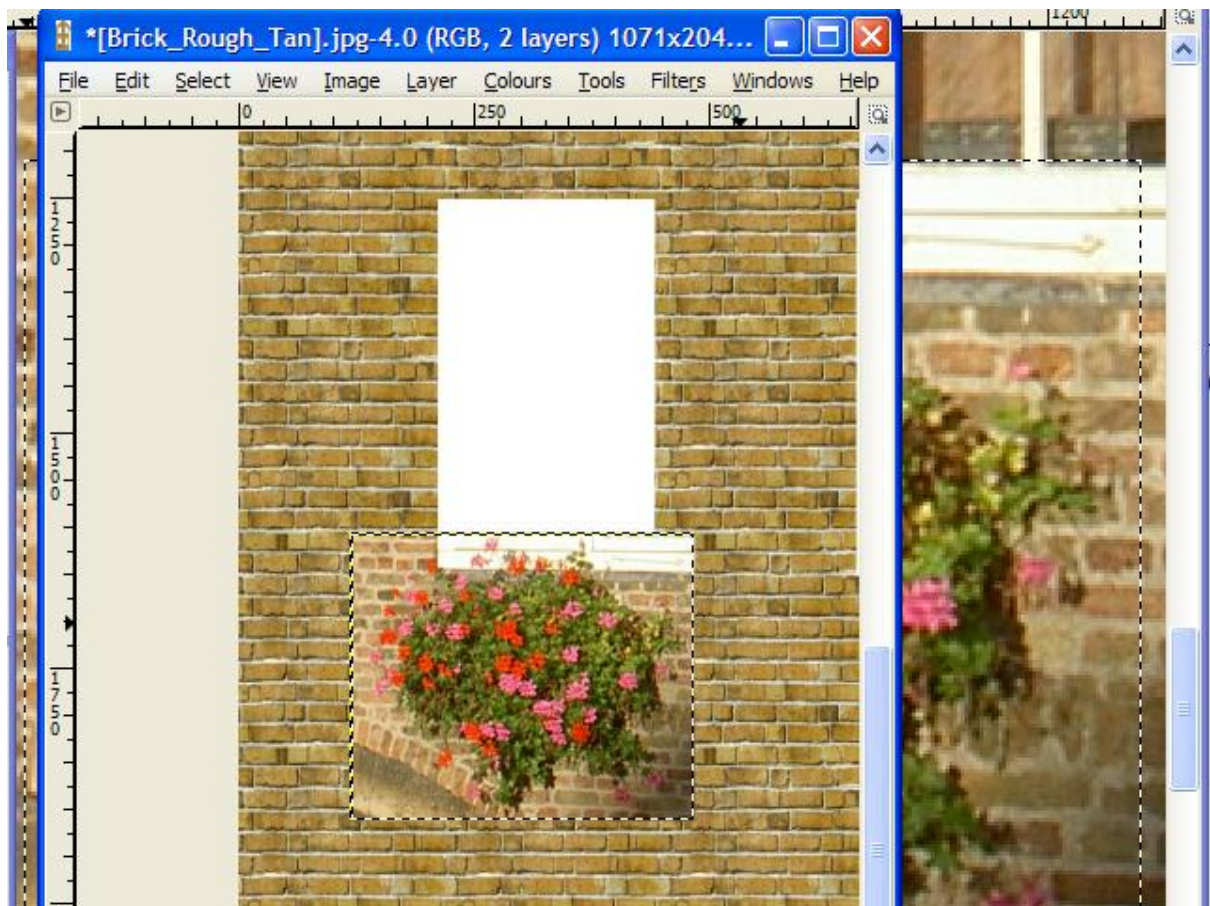 1200
*[Brick_Rough_Tan].jpg-4.0 (RGB, 2 layers) 1071x204...
File Edit Select View Image Layer Colours Tools Filters Windows Help
0 250 500
1250
1500
1750